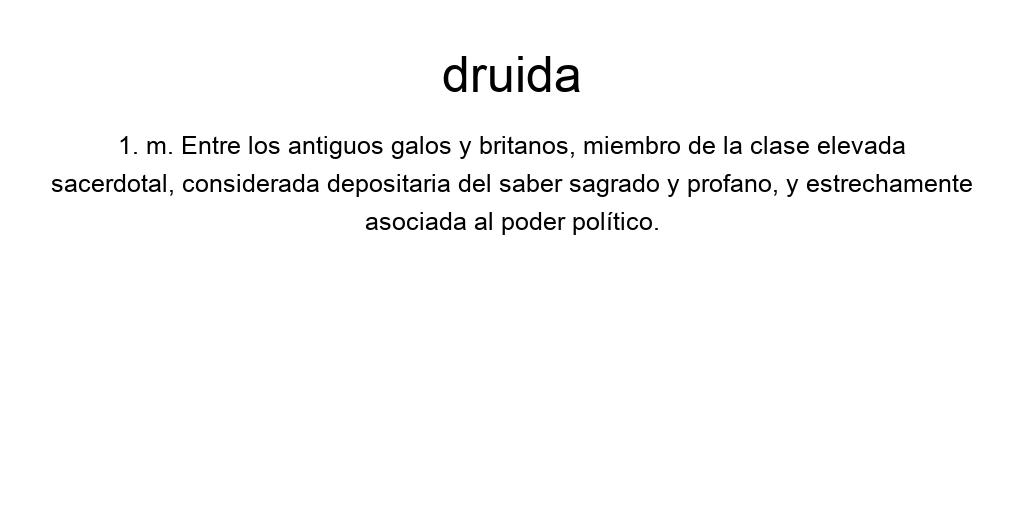 druida
1. m. Entre los antiguos galos y britanos, miembro de la clase elevada
sacerdotal, considerada depositaria del saber sagrado y profano, y estrechamente
asociada al poder político.